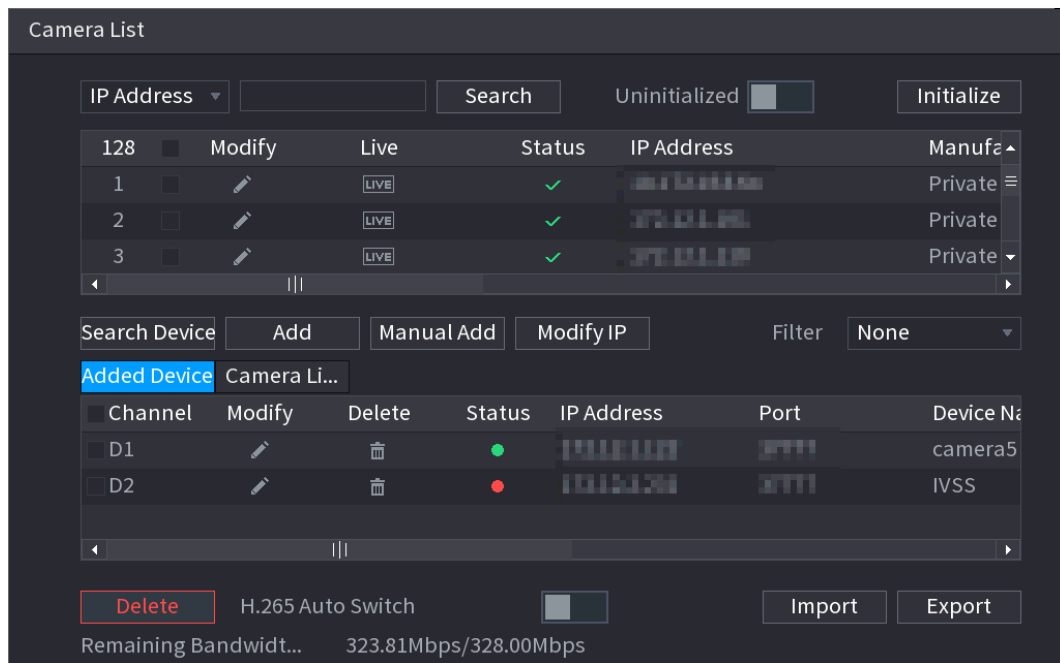 Camera List
IP Address Search Uninitialized Initialize
128 Modify Live Status IP Address Manufa
1 LIVE Private
2 LIVE Private
3 LIVE Private
Search Device Add Manual Add Modify IP Filter None
Added Device Camera Li...
Channel Modify Delete Status IP Address Port Device Na
D1 camera5
D2 IVSS
Delete H.265 Auto Switch Import Export
Remaining Bandwidt... 323.81Mbps/328.00Mbps